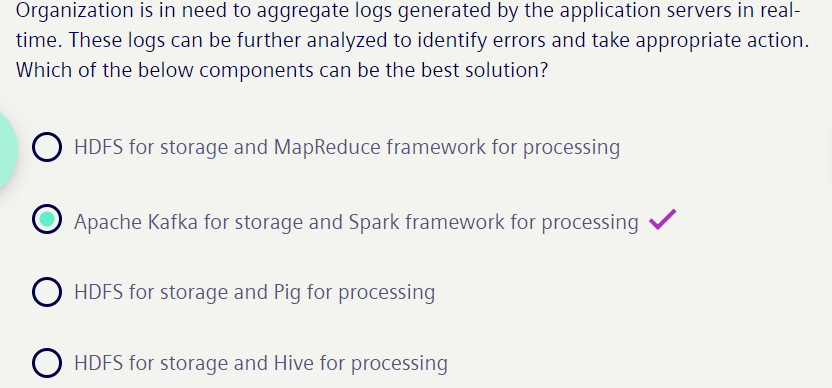 Organization is in need to aggregate logs generated by the application servers in real-
time. These logs can be further analyzed to identify errors and take appropriate action.
Which of the below components can be the best solution?
HDFS for storage and MapReduce framework for processing
Apache Kafka for storage and Spark framework for processing
HDFS for storage and Pig for processing
HDFS for storage and Hive for processing